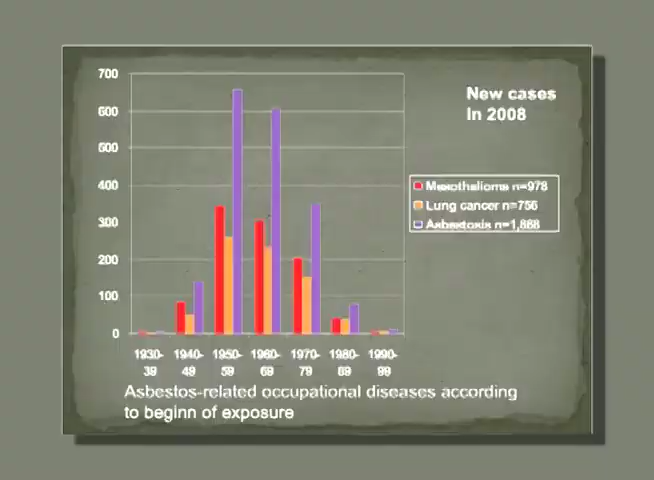 700
600
500
400
300
200
100
0
New cases
In 2008
Mesothelioma n=978
Lung cancer n=756
Asbestosis n=1,868
1930- 1940- 1950- 1960- 1970- 1980- 1990-
39 49 59 69 79 89 99
Asbestos-related occupational diseases according
to beginn of exposure